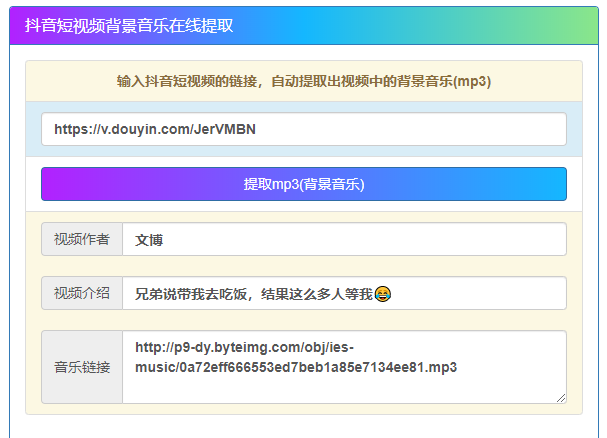 抖音短视频背景音乐在线提取
输入抖音短视频的链接，自动提取出视频中的背景音乐(mp3)
https://v.douyin.com/JerVMBN
提取mp3(背景音乐)
视频作者 文博
视频介绍 兄弟说带我去吃饭，结果这么多人等我😂
音乐链接 http://p9-dy.byteimg.com/obj/ies-
music/0a72eff666553ed7beb1a85e7134ee81.mp3